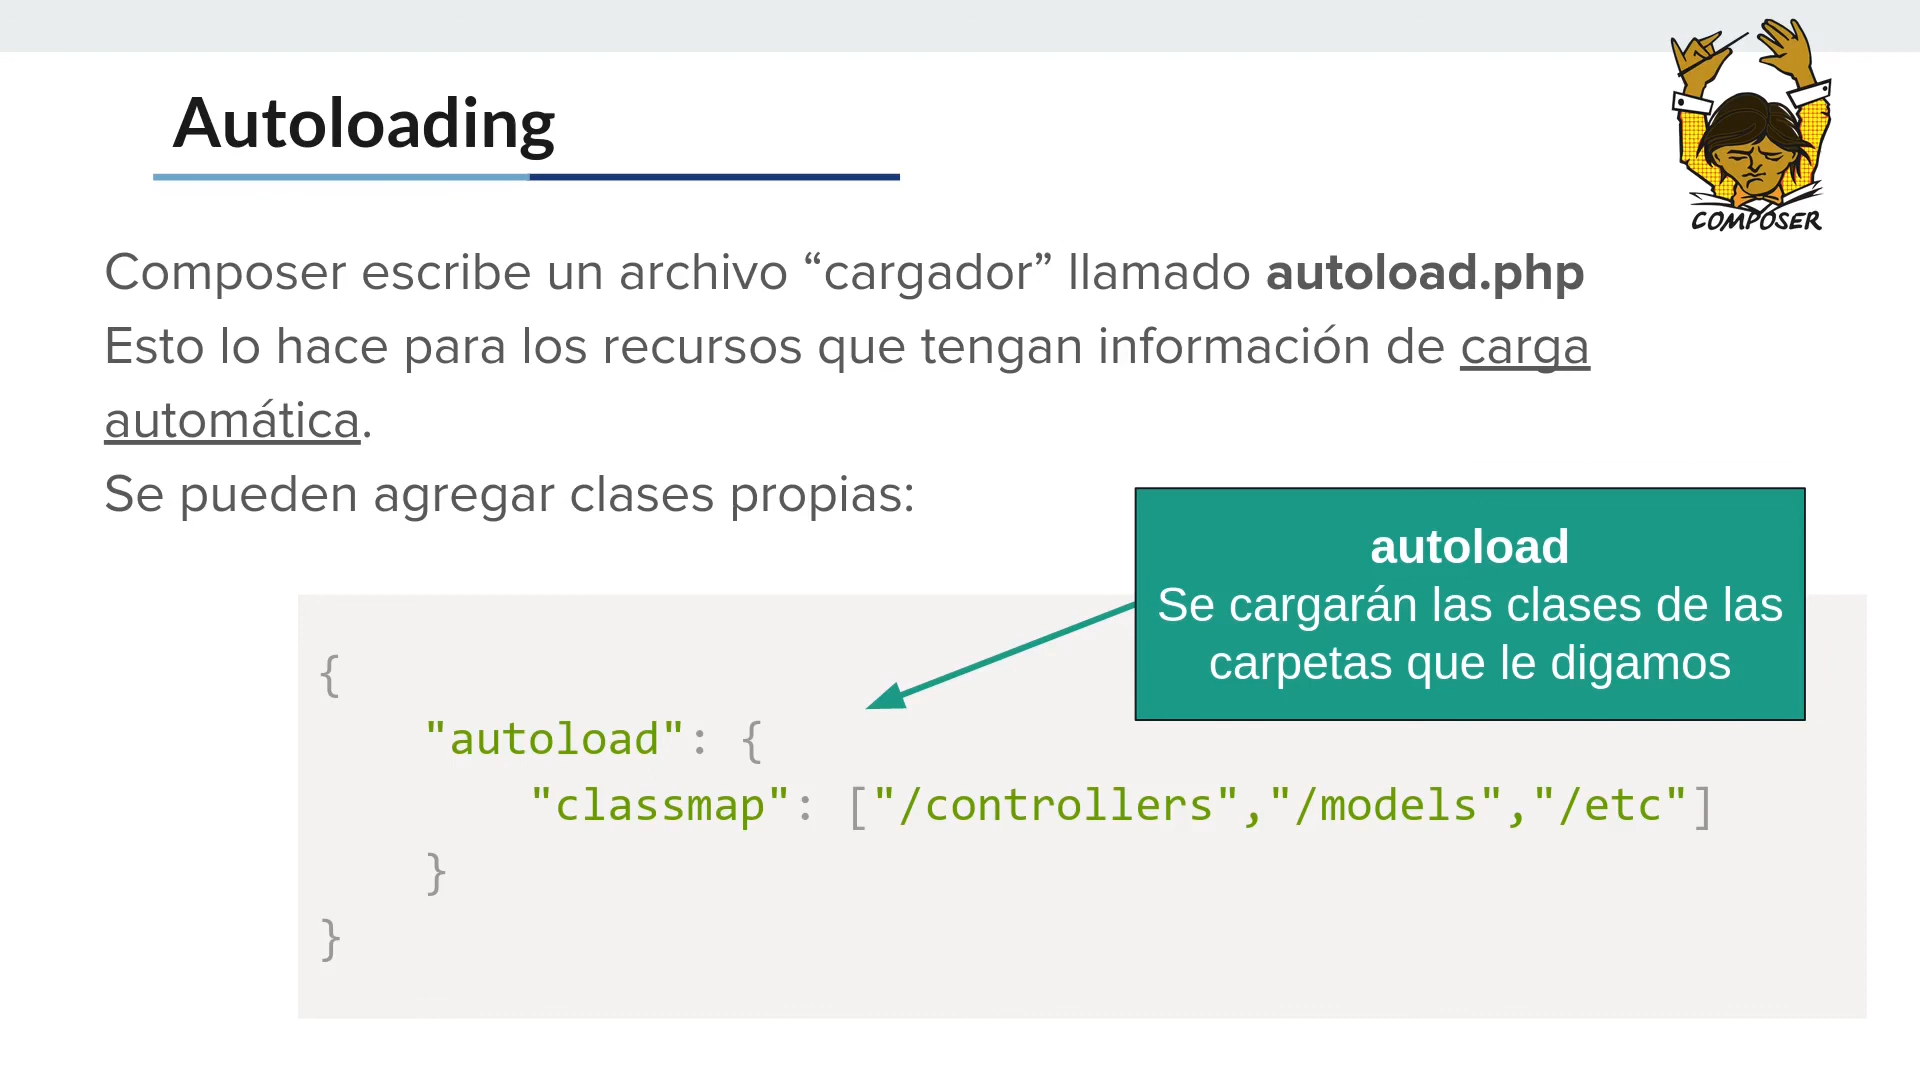 COMPOSER
Autoloading
Composer escribe un archivo “cargador” llamado autoload.php
Esto lo hace para los recursos que tengan información de carga
automática.
Se pueden agregar clases propias:
autoload
Se cargarán las clases de las
carpetas que le digamos
{
"autoload": {
"classmap": ["/controllers","/models","/etc"]
}
}